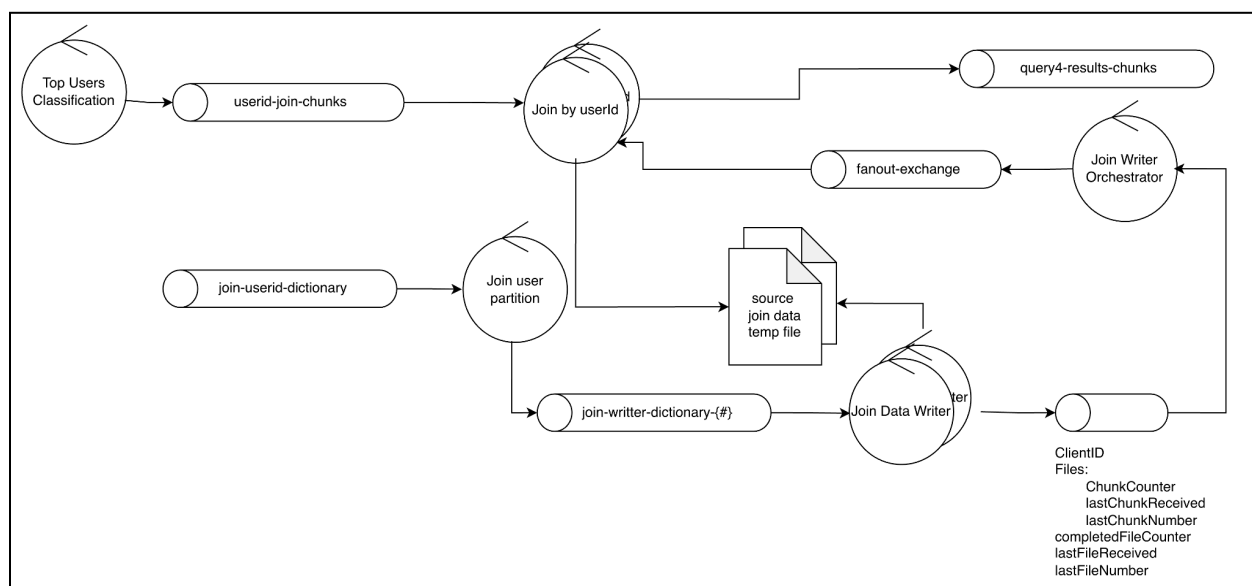 Top Users
Classification
userid-join-chunks
Join by userId
query4-results-chunks
fanout-exchange
Join Writer
Orchestrator
join-userid-dictionary
Join user
partition
source
join data
temp file
join-writter-dictionary-{#}
Join Data Writer
ClientID
Files:
ChunkCounter
lastChunkReceived
lastChunkNumber
completedFileCounter
lastFileReceived
lastFileNumber